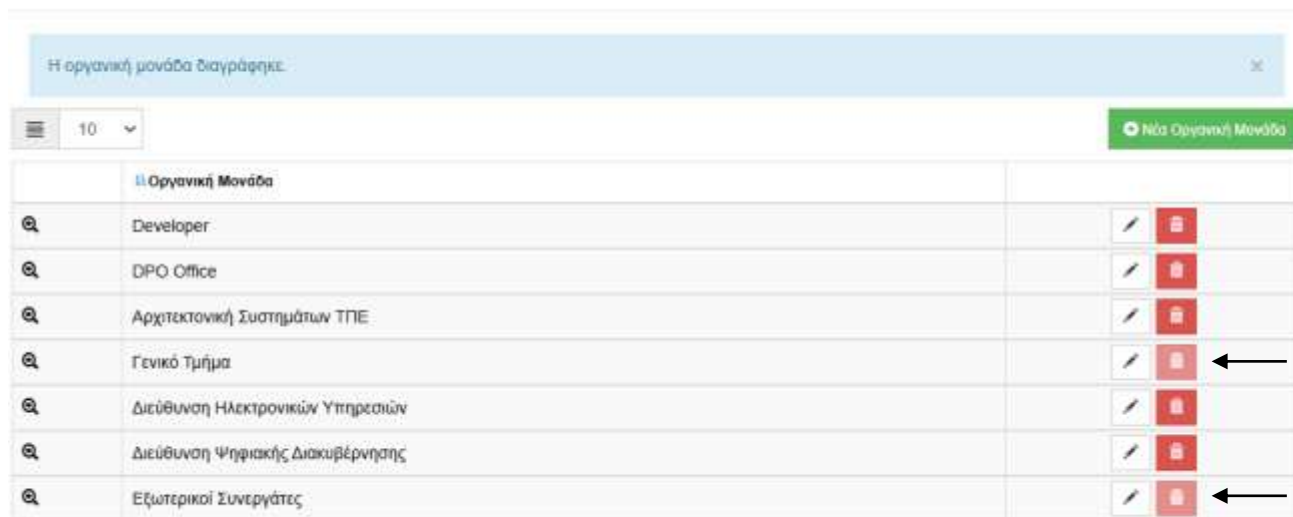 Η οργανική μονάδα διαγράφηκε.
10
Νέα Οργανική Μονάδα
Οργανική Μονάδα
Developer
DPO Office
Αρχιτεκτονική Συστημάτων ΤΠΕ
Γενικό Τμήμα
Διεύθυνση Ηλεκτρονικών Υπηρεσιών
Διεύθυνση Ψηφιακής Διακυβέρνησης
Εξωτερικοί Συνεργάτες